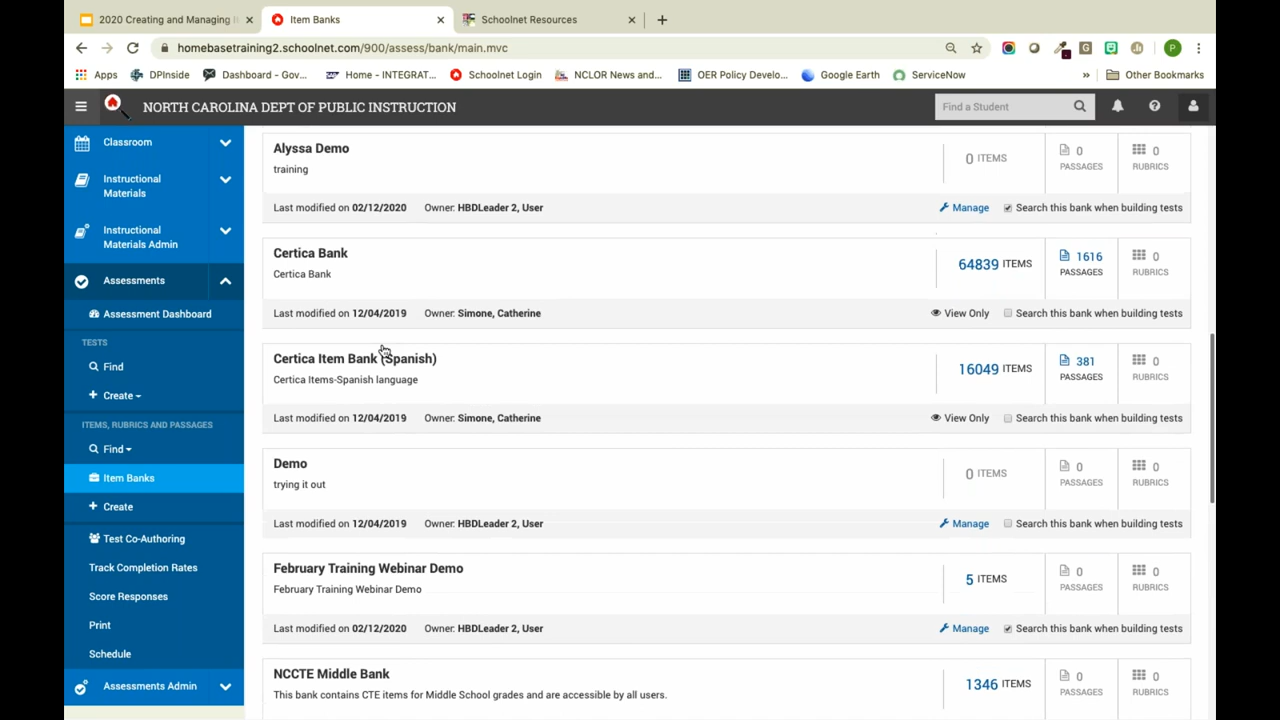 2020 Creating and Managing
Item Banks
Schoolnet Resources
homebasetraining2.schoolnet.com/900/assess/bank/main.mvc
P
Apps
DPInside
Dashboard - Gov...
Home - INTEGRAT...
Schoolnet Login
NCLOR News and...
OER Policy Develo...
Google Earth
ServiceNow
»
Other Bookmarks
NORTH CAROLINA DEPT OF PUBLIC INSTRUCTION
Find a Student
Classroom
Instructional
Materials
Instructional
Materials Admin
Assessments
Assessment Dashboard
TESTS
Find
Create
ITEMS, RUBRICS AND PASSAGES
Find
Item Banks
Create
Test Co-Authoring
Track Completion Rates
Score Responses
Print
Schedule
Assessments Admin
Alyssa Demo
training
0 ITEMS
0
PASSAGES
0
RUBRICS
Last modified on 02/12/2020 Owner: HBDLeader 2, User
Manage
Search this bank when building tests
Certica Bank
Certica Bank
64839 ITEMS
1616
PASSAGES
0
RUBRICS
Last modified on 12/04/2019 Owner: Simone, Catherine
View Only
Search this bank when building tests
Certica Item Bank (Spanish)
Certica Items-Spanish language
16049 ITEMS
381
PASSAGES
0
RUBRICS
Last modified on 12/04/2019 Owner: Simone, Catherine
View Only
Search this bank when building tests
Demo
trying it out
0 ITEMS
0
PASSAGES
0
RUBRICS
Last modified on 12/04/2019 Owner: HBDLeader 2, User
Manage
Search this bank when building tests
February Training Webinar Demo
February Training Webinar Demo
5 ITEMS
0
PASSAGES
0
RUBRICS
Last modified on 02/12/2020 Owner: HBDLeader 2, User
Manage
Search this bank when building tests
NCCTE Middle Bank
This bank contains CTE items for Middle School grades and are accessible by all users.
1346 ITEMS
0
PASSAGES
0
RUBRICS